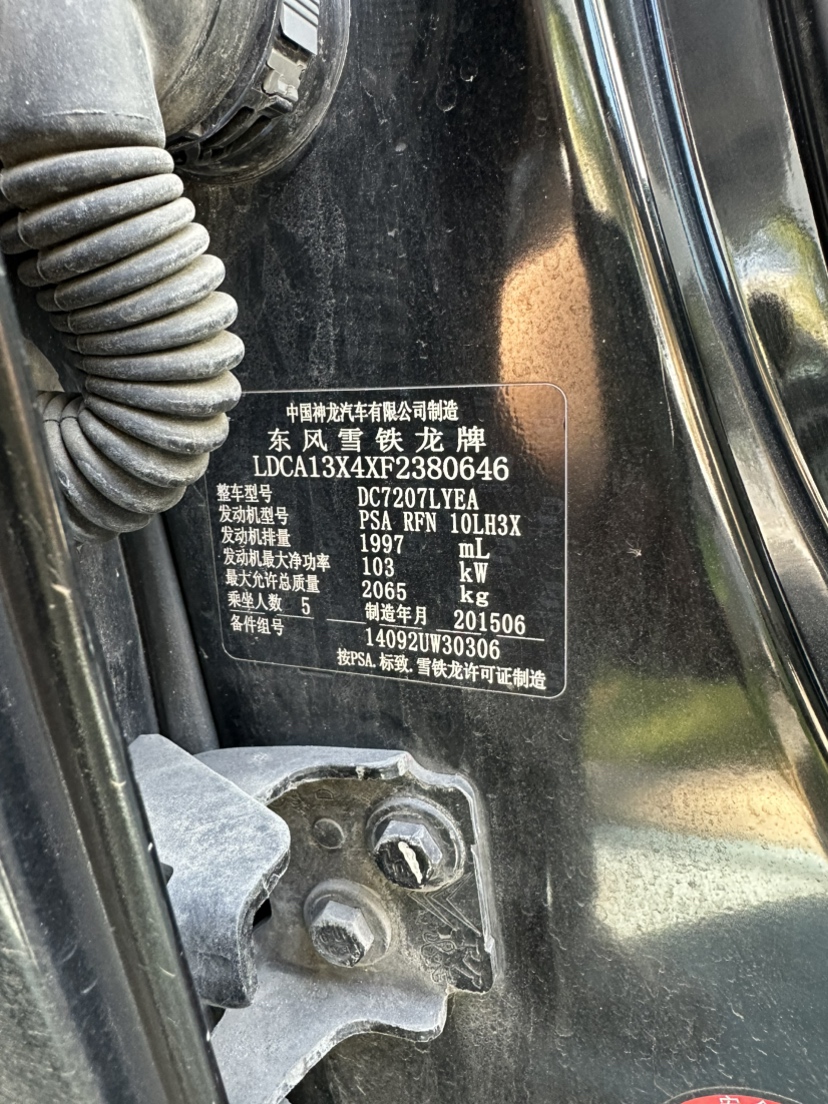 中国神龙汽车有限公司制造
东风雪铁龙牌
LDCA13X4XF2380646
整车型号 DC7207LYEA
发动机型号 PSA RFN 10LH3X
发动机排量 1997 mL
发动机最大净功率 103 kW
最大允许总质量 2065 kg
乘坐人数 5 制造年月 201506
备件组号 14092UW30306
按PSA.标致.雪铁龙许可证制造